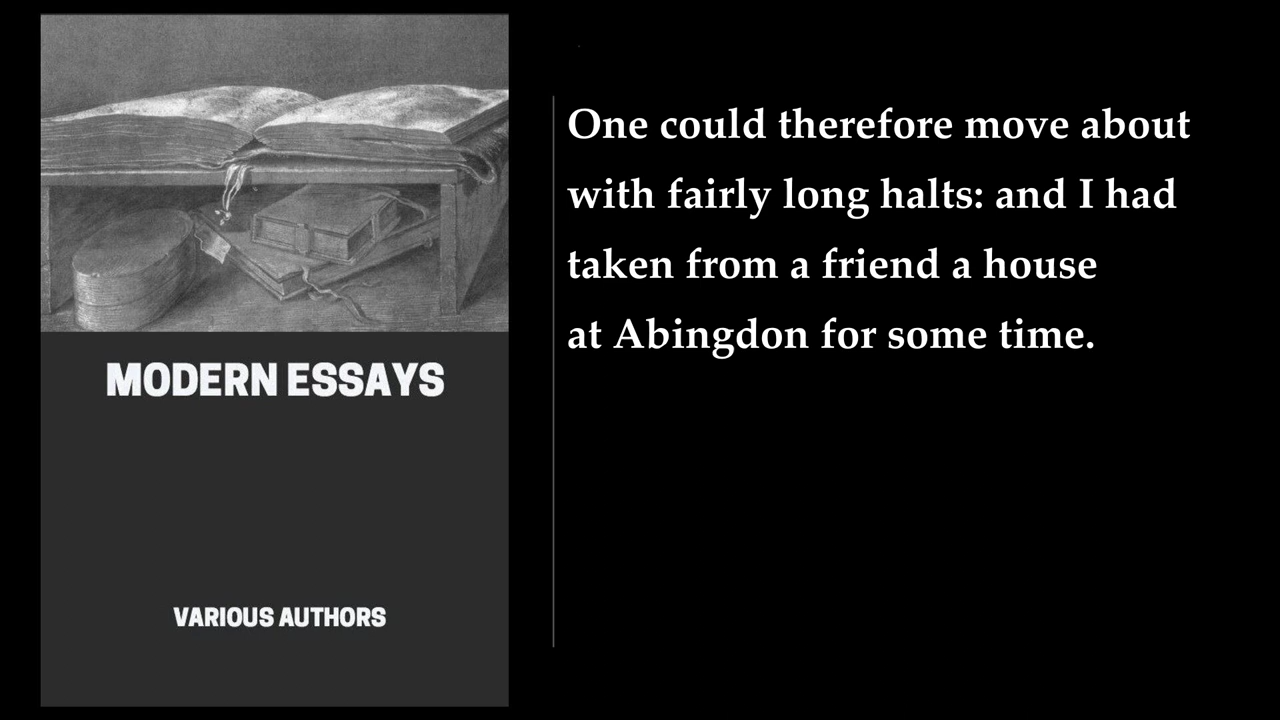 MODERN ESSAYS
VARIOUS AUTHORS
One could therefore move about
with fairly long halts: and I had
taken from a friend a house
at Abingdon for some time.